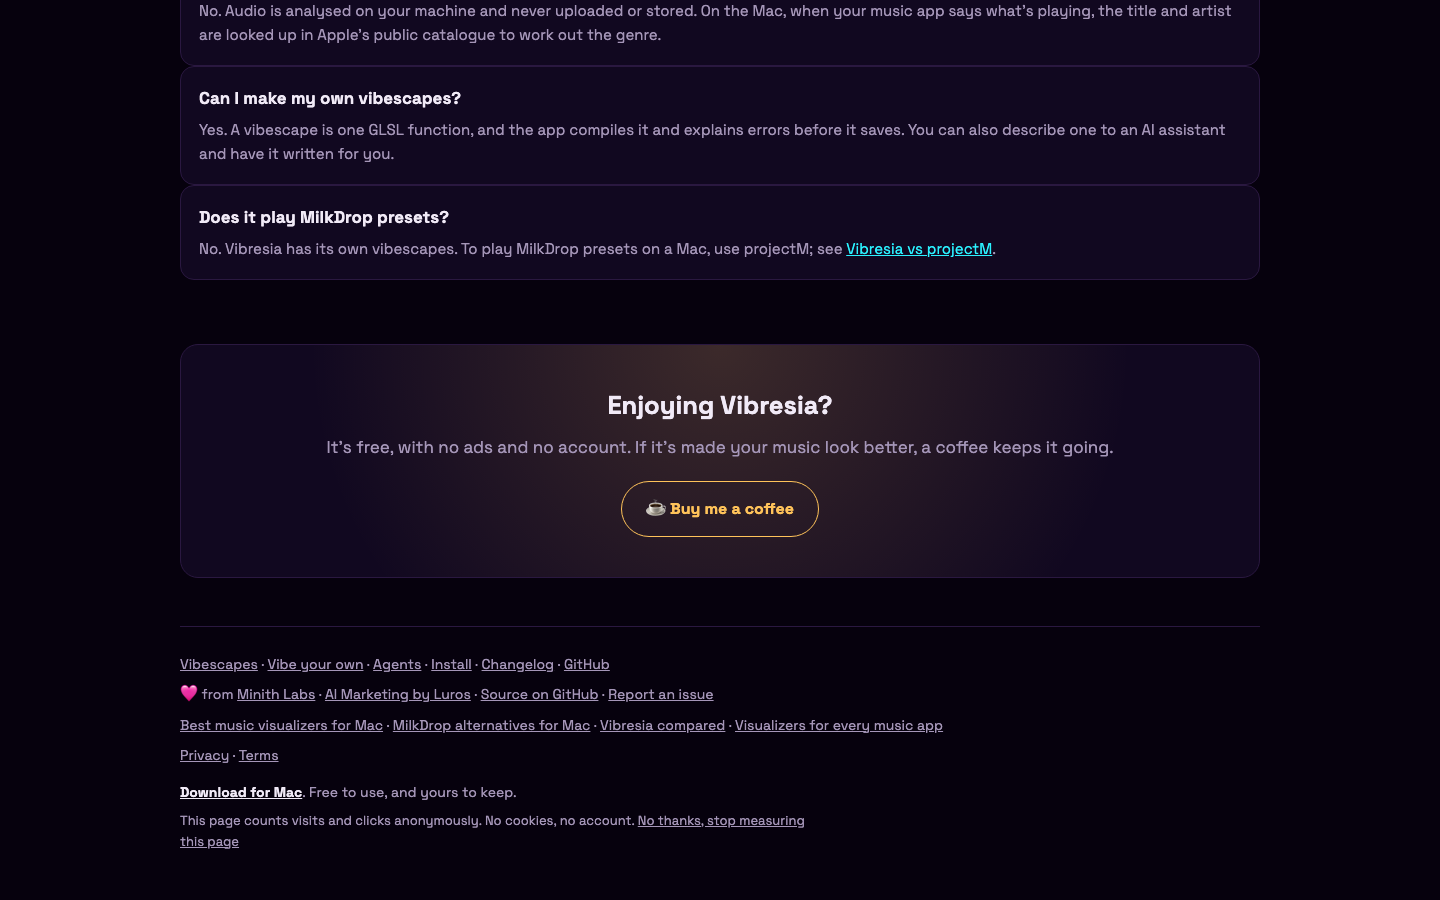 No. Audio is analysed on your machine and never uploaded or stored. On the Mac, when your music app says what's playing, the title and artist
are looked up in Apple's public catalogue to work out the genre.
Can I make my own vibescapes?
Yes. A vibescape is one GLSL function, and the app compiles it and explains errors before it saves. You can also describe one to an AI assistant
and have it written for you.
Does it play MilkDrop presets?
No. Vibresia has its own vibescapes. To play MilkDrop presets on a Mac, use projectM; see Vibresia vs projectM.
Enjoying Vibresia?
It's free, with no ads and no account. If it's made your music look better, a coffee keeps it going.
☕ Buy me a coffee
Vibescapes · Vibe your own · Agents · Install · Changelog · GitHub
🩷 from Minith Labs · AI Marketing by Luros · Source on GitHub · Report an issue
Best music visualizers for Mac · MilkDrop alternatives for Mac · Vibresia compared · Visualizers for every music app
Privacy · Terms
Download for Mac. Free to use, and yours to keep.
This page counts visits and clicks anonymously. No cookies, no account. No thanks, stop measuring
this page